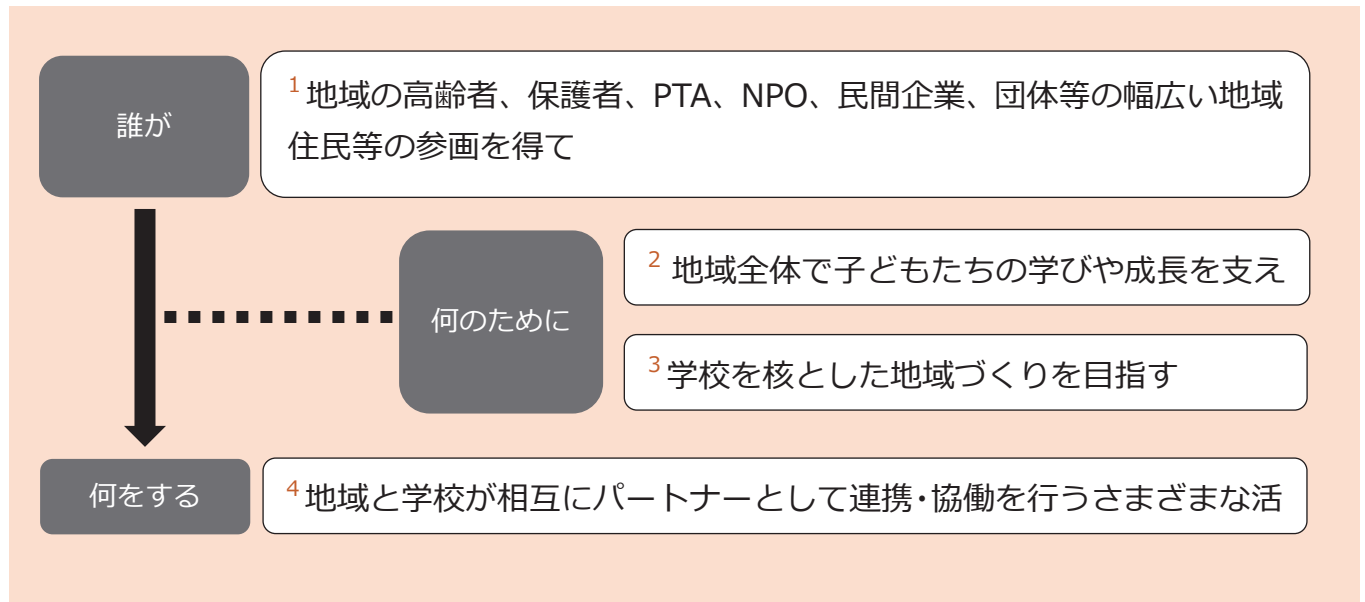 誰が
1 地域の高齢者、保護者、PTA、NPO、民間企業、団体等の幅広い地域
住民等の参画を得て
何のために
2 地域全体で子どもたちの学びや成長を支え
3 学校を核とした地域づくりを目指す
何をする
4 地域と学校が相互にパートナーとして連携・協働を行うさまざまな活